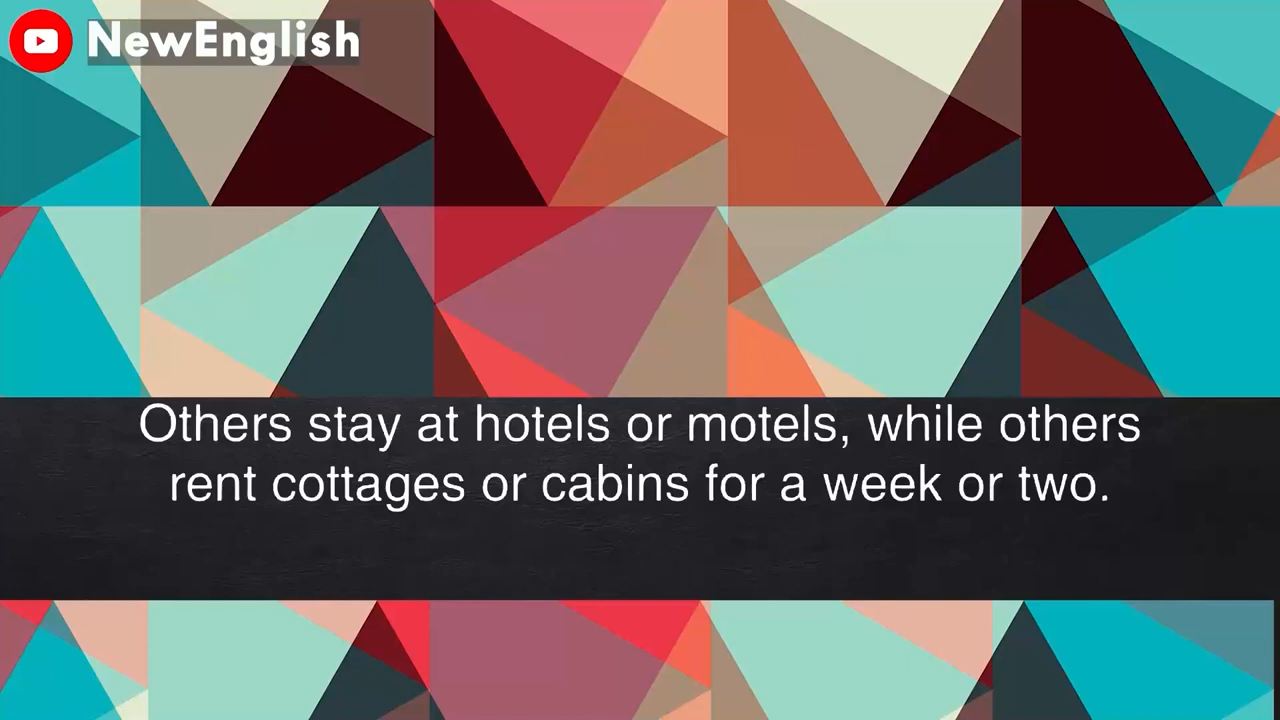 NewEnglish
Others stay at hotels or motels, while others
rent cottages or cabins for a week or two.